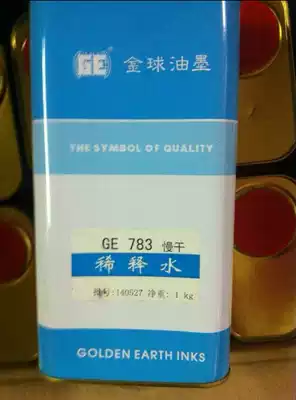 GE 金球油墨
THE SYMBOL OF QUALITY
GE 783 慢干
稀释水
批号:140527 净重: 1 kg
GOLDEN EARTH INKS